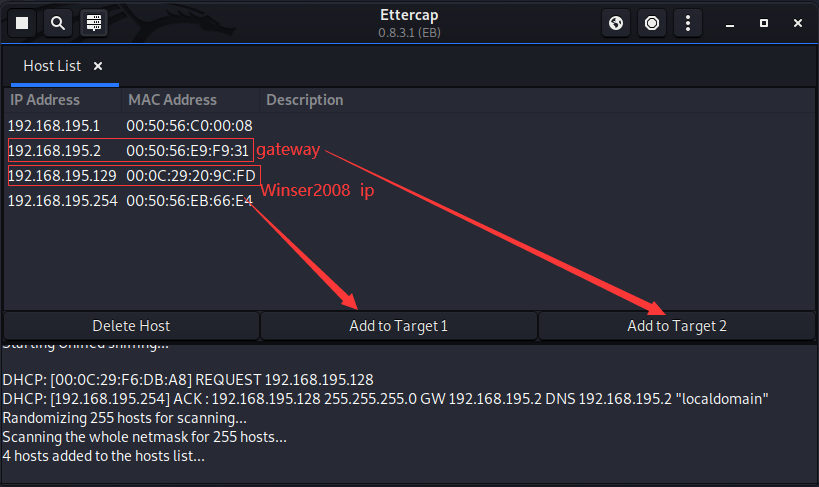 Ettercap
0.8.3.1 (EB)
Host List ×
IP Address MAC Address Description
192.168.195.1 00:50:56:C0:00:08
192.168.195.2 00:50:56:E9:F9:31 gateway
192.168.195.129 00:0C:29:20:9C:FD
Winser2008 ip
192.168.195.254 00:50:56:EB:66:E4
Delete Host Add to Target 1 Add to Target 2
Starting Unified sniffing...
DHCP: [00:0C:29:F6:DB:A8] REQUEST 192.168.195.128
DHCP: [192.168.195.254] ACK : 192.168.195.128 255.255.255.0 GW 192.168.195.2 DNS 192.168.195.2 "localdomain"
Randomizing 255 hosts for scanning...
Scanning the whole netmask for 255 hosts...
4 hosts added to the hosts list...